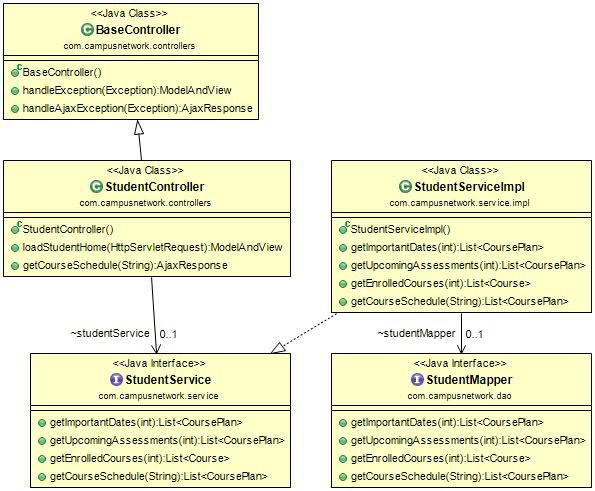 <<Java Class>>
BaseController
com.campusnetwork.controllers
BaseController()
handleException(Exception):ModelAndView
handleAjaxException(Exception):AjaxResponse
<<Java Class>>
StudentController
com.campusnetwork.controllers
StudentController()
loadStudentHome(HttpServletRequest):ModelAndView
getCourseSchedule(String):AjaxResponse
<<Java Class>>
StudentServiceImpl
com.campusnetwork.service.impl
StudentServiceImpl()
getImportantDates(int):List<CoursePlan>
getUpcomingAssessments(int):List<CoursePlan>
getEnrolledCourses(int):List<Course>
getCourseSchedule(String):List<CoursePlan>
~studentService 0..1
~studentMapper 0..1
<<Java Interface>>
StudentService
com.campusnetwork.service
getImportantDates(int):List<CoursePlan>
getUpcomingAssessments(int):List<CoursePlan>
getEnrolledCourses(int):List<Course>
getCourseSchedule(String):List<CoursePlan>
<<Java Interface>>
StudentMapper
com.campusnetwork.dao
getImportantDates(int):List<CoursePlan>
getUpcomingAssessments(int):List<CoursePlan>
getEnrolledCourses(int):List<Course>
getCourseSchedule(String):List<CoursePlan>